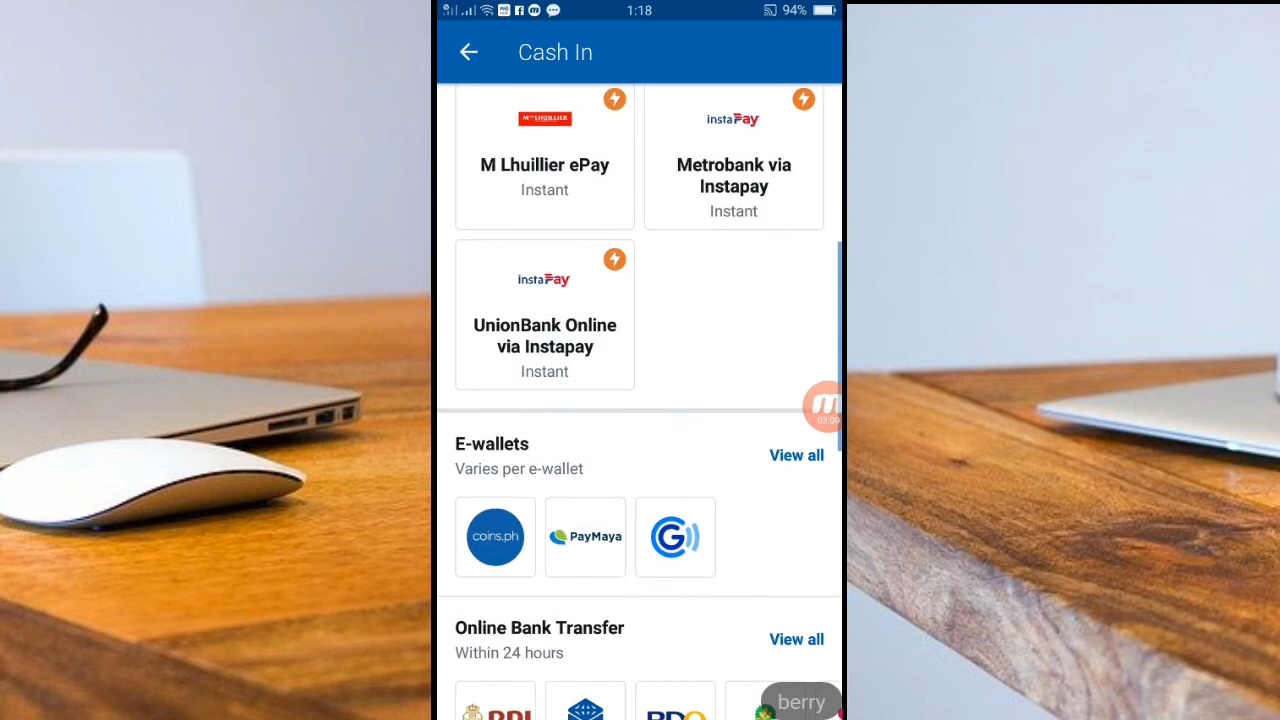 1:18
94%
Cash In
M LHUILLIER
instaPay
M Lhuillier ePay
Instant
Metrobank via
Instapay
Instant
instaPay
UnionBank Online
via Instapay
Instant
03:09
E-wallets
View all
Varies per e-wallet
coins.ph
PayMaya
G
Online Bank Transfer
View all
Within 24 hours
BPI
BDO
berry